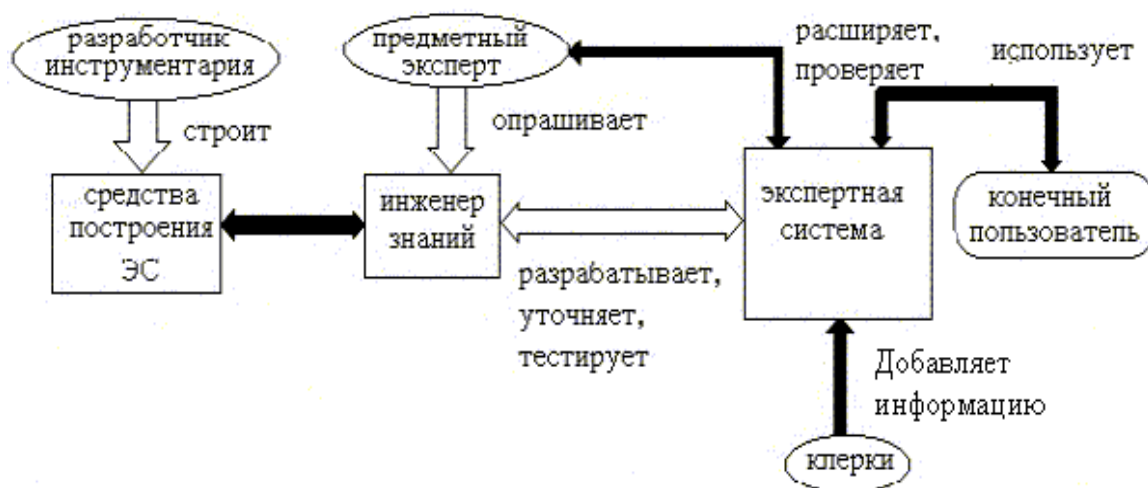 разработчик
инструментария
строит
средства
построения
ЭС
предметный
эксперт
опрашивает
инженер
знаний
разрабатывает,
уточняет,
тестирует
расширяет,
проверяет
экспертная
система
использует
конечный
пользователь
Добавляет
информацию
клерки